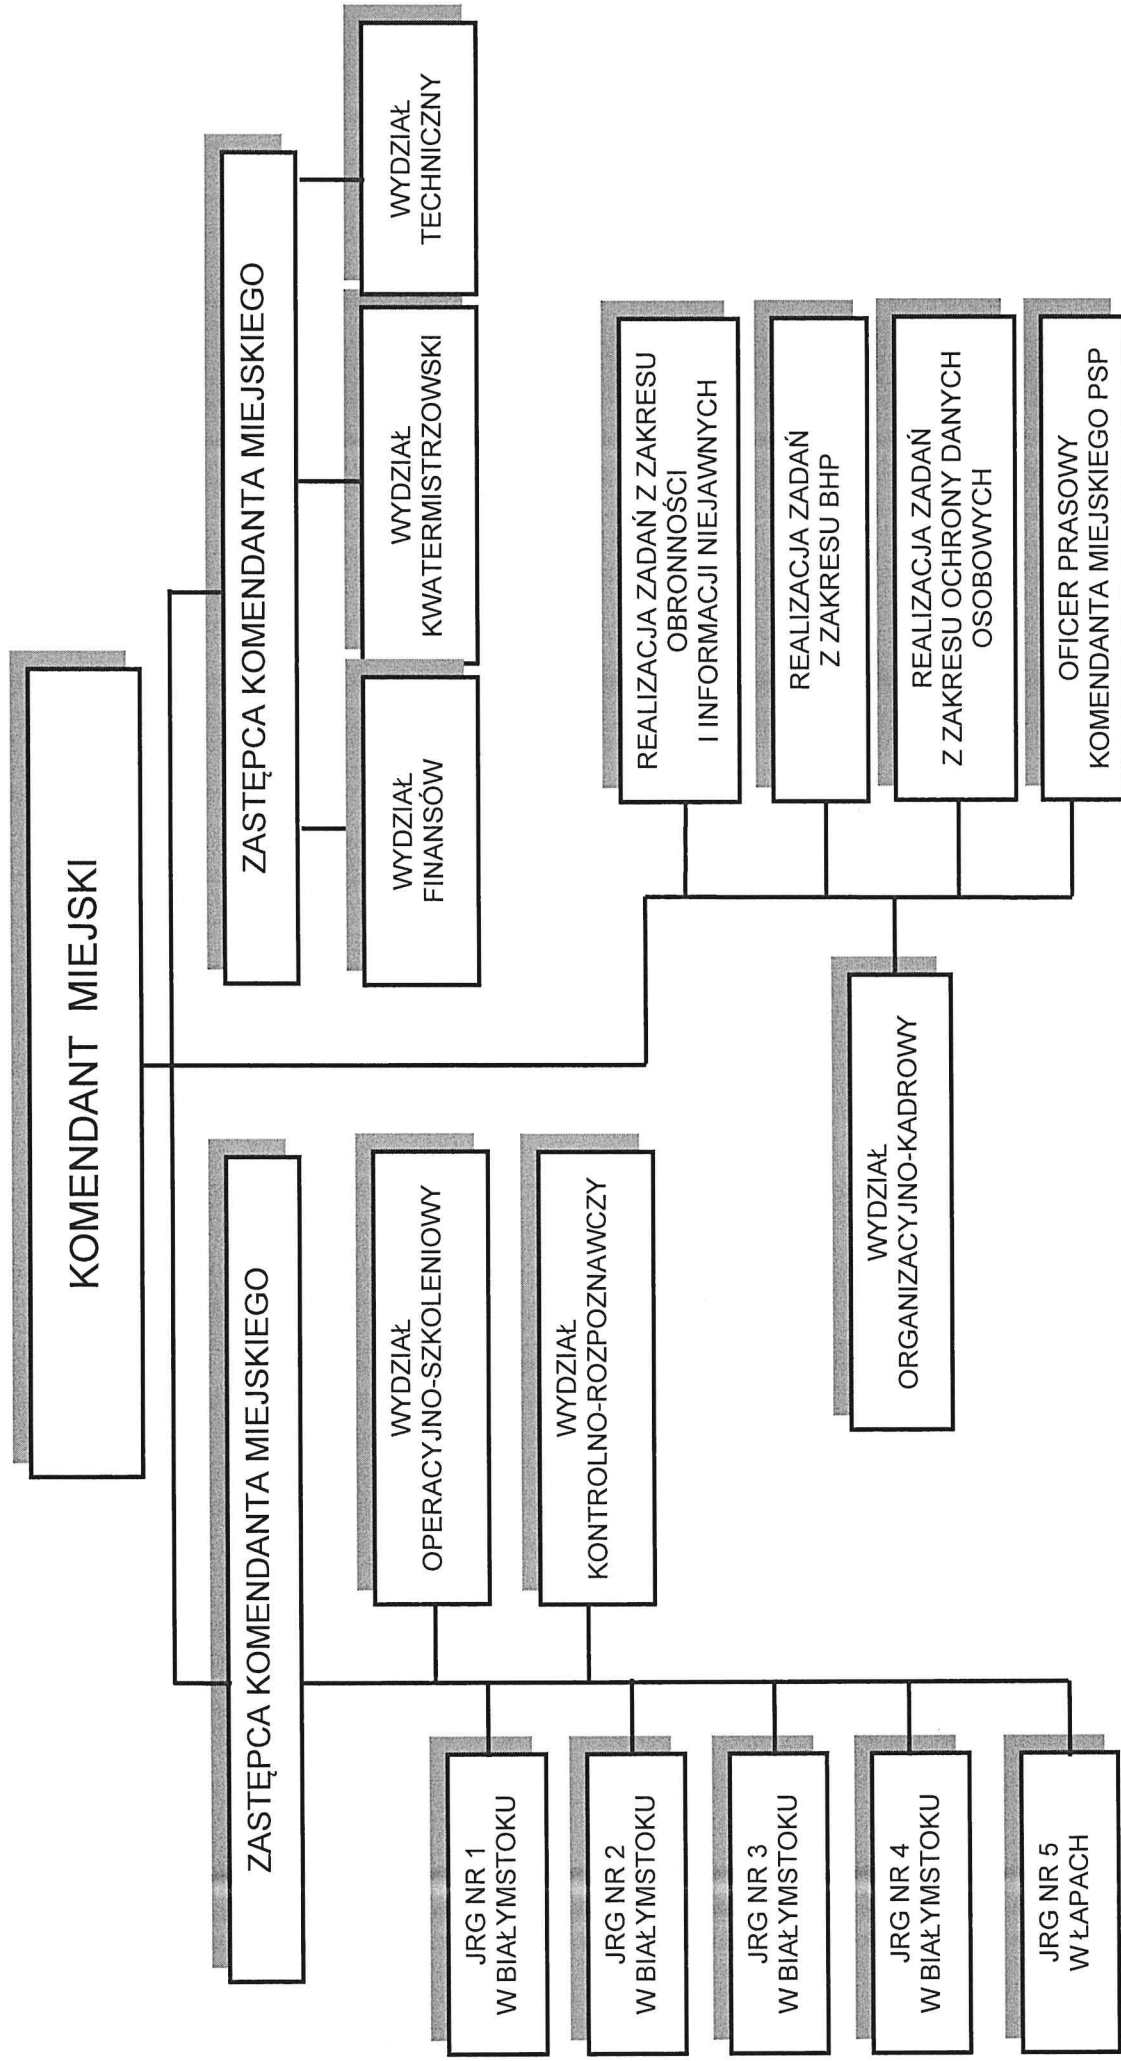 KOMENDANT MIEJSKI
ZASTĘPCA KOMENDANTA MIEJSKIEGO
ZASTĘPCA KOMENDANTA MIEJSKIEGO
WYDZIAŁ
OPERACYJNO-SZKOLENIOWY
WYDZIAŁ
KONTROLNO-ROZPOZNAWCZY
JRG NR 1
W BIAŁYMSTOKU
JRG NR 2
W BIAŁYMSTOKU
JRG NR 3
W BIAŁYMSTOKU
JRG NR 4
W BIAŁYMSTOKU
JRG NR 5
W ŁAPACH
WYDZIAŁ
FINANSÓW
WYDZIAŁ
KWATERMISTRZOWSKI
WYDZIAŁ
TECHNICZNY
WYDZIAŁ
ORGANIZACYJNO-KADROWY
REALIZACJA ZADAŃ Z ZAKRESU
OBRONNOŚCI
I INFORMACJI NIEJAWNYCH
REALIZACJA ZADAŃ
Z ZAKRESU BHP
REALIZACJA ZADAŃ
Z ZAKRESU OCHRONY DANYCH
OSOBOWYCH
OFICER PRASOWY
KOMENDANTA MIEJSKIEGO PSP